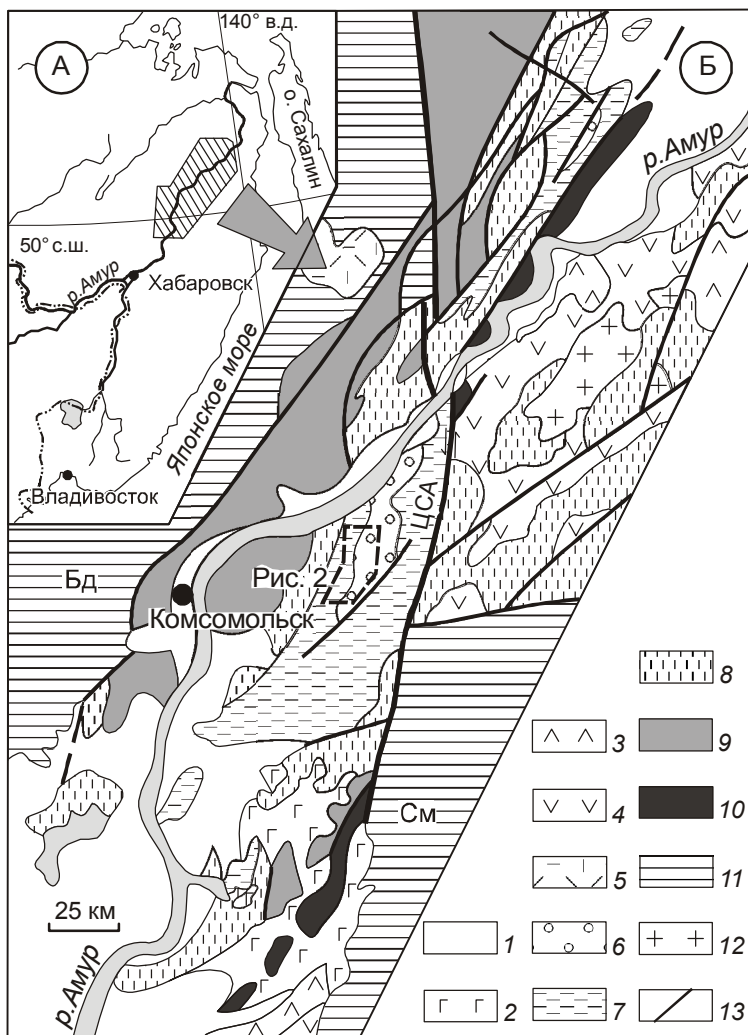 140° в.д.
А
Б
о. Сахалин
р.Амур
50° с.ш.
р.Амур
Хабаровск
Японское море
Владивосток
ЦСА
Бд
Рис. 2
Комсомольск
См
25 км
р.Амур
8
3
9
4
10
5
11
1
6
12
2
7
13